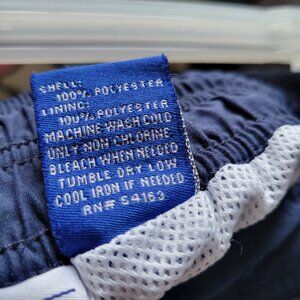 SHELL:
100% POLYESTER
LINING:
100% POLYESTER
MACHINE WASH COLD
ONLY NON-CHLORINE
BLEACH WHEN NEEDED
TUMBLE DRY LOW
COOL IRON IF NEEDED
RN# 54163